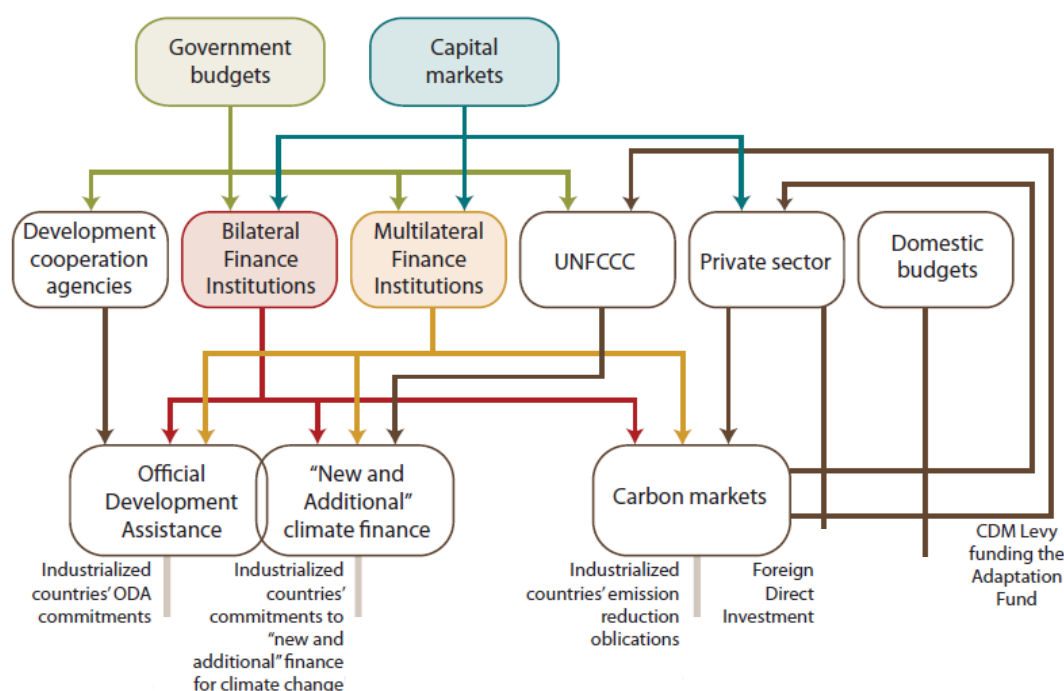 Government
budgets
Capital
markets
Development
cooperation
agencies
Bilateral
Finance
Institutions
Multilateral
Finance
Institutions
UNFCCC
Private sector
Domestic
budgets
Official
Development
Assistance
“New and
Additional”
climate finance
Carbon markets
CDM Levy
funding the
Adaptation
Fund
Industrialized
countries’ ODA
commitments
Industrialized
countries’
commitments to
“new and
additional” finance
for climate change
Industrialized
countries’ emission
reduction
oblications
Foreign
Direct
Investment